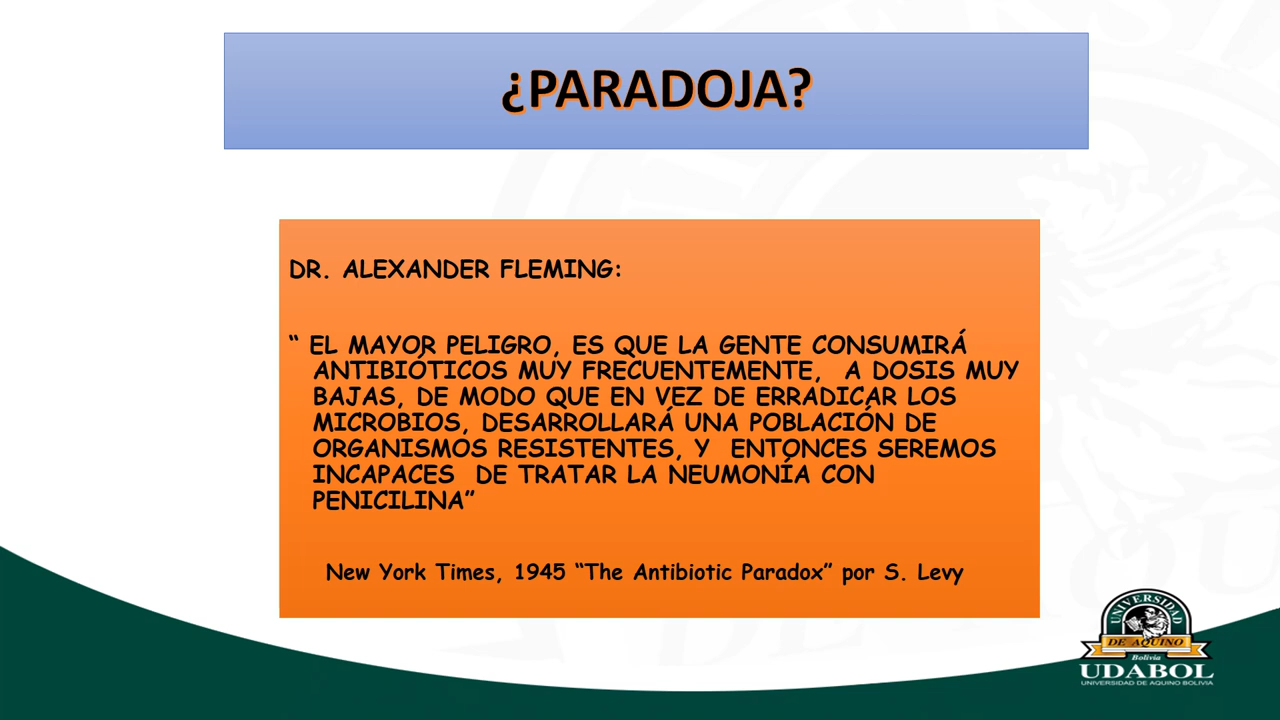 ¿PARADOJA?
DR. ALEXANDER FLEMING:
“ EL MAYOR PELIGRO, ES QUE LA GENTE CONSUMIRÁ
ANTIBIÓTICOS MUY FRECUENTEMENTE, A DOSIS MUY
BAJAS, DE MODO QUE EN VEZ DE ERRADICAR LOS
MICROBIOS, DESARROLLARÁ UNA POBLACIÓN DE
ORGANISMOS RESISTENTES, Y ENTONCES SEREMOS
INCAPACES DE TRATAR LA NEUMONÍA CON
PENICILINA”
New York Times, 1945 “The Antibiotic Paradox” por S. Levy
UNIVERSIDAD
DE AQUINO
Bolivia
UDABOL
UNIVERSIDAD DE AQUINO BOLIVIA